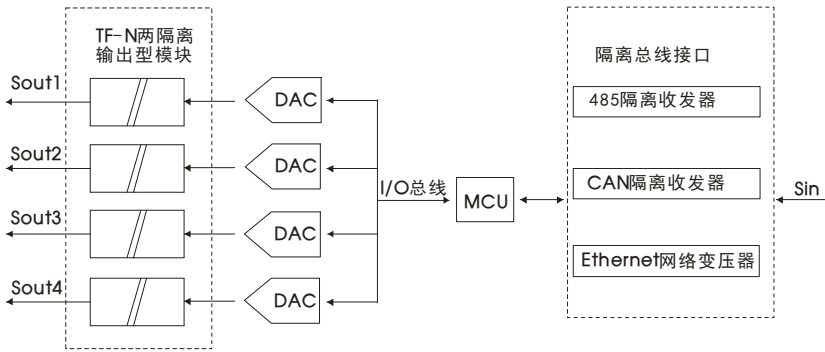 TF-N两隔离
输出型模块
Sout1
DAC
Sout2
DAC
Sout3
DAC
Sout4
DAC
I/O总线
MCU
隔离总线接口
485隔离收发器
CAN隔离收发器
Ethernet网络变压器
Sin